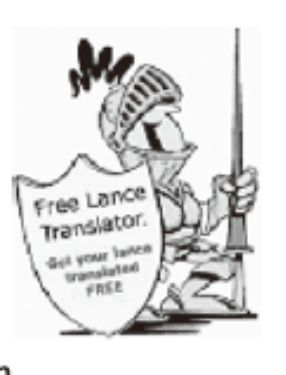 Free Lance
Translator.
Get your lance
translated
FREE